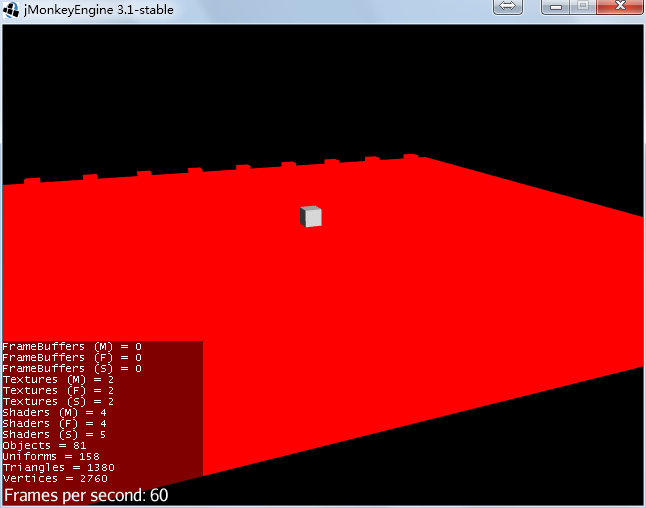 jMonkeyEngine 3.1-stable
FrameBuffers (M) = 0
FrameBuffers (F) = 0
FrameBuffers (S) = 0
Textures (M) = 2
Textures (F) = 2
Textures (S) = 2
Shaders (M) = 4
Shaders (F) = 4
Shaders (S) = 5
Objects = 81
Uniforms = 158
Triangles = 1380
Vertices = 2760
Frames per second: 60